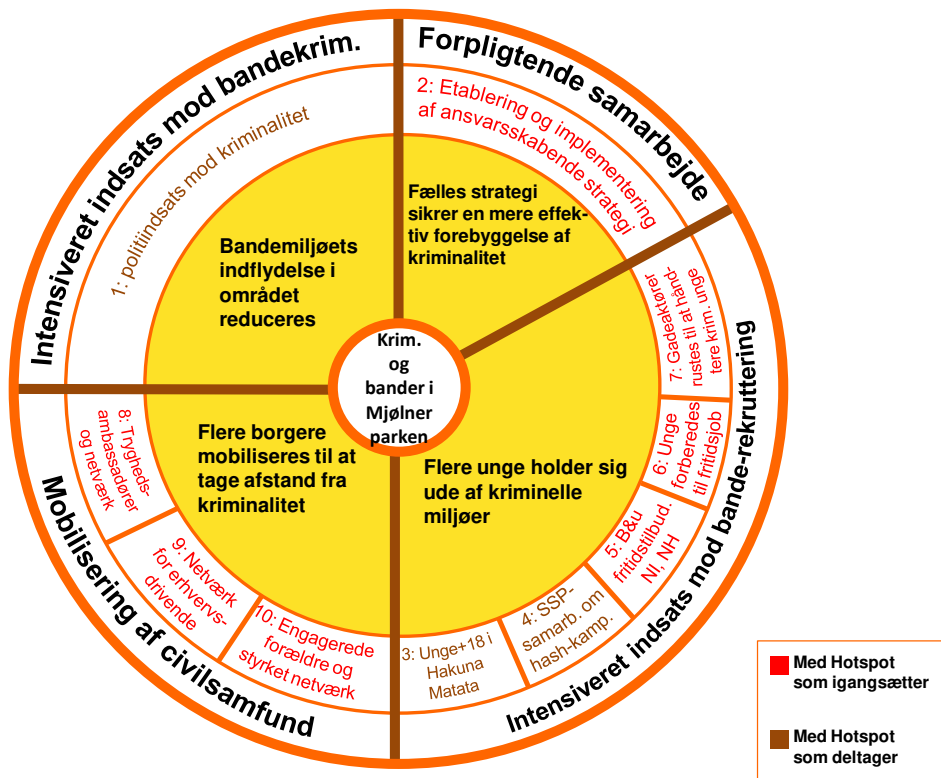 Intensiveret indsats mod bandekrim.
Forpligtende samarbejde
Intensiveret indsats mod bande-rekruttering
Mobilisering af civilsamfund
1: politiindsats mod kriminalitet
2: Etablering og implementering
af ansvarsskabende strategi
7: Gadeaktører
rustes til at hånd-
tere krim. unge
6: Unge
forberedes
til fritidsjob
5: B&u
fritidstilbud.
NI, NH
4: SSP-
samarb. om
hash-kamp.
3: Unge+18 i
Hakuna
Matata
10: Engagerede
forældre og
styrket netværk
9: Netværk
for erhvervs-
drivende
8: Trygheds-
ambassadører
og netværk
Bandemiljøets
indflydelse i
området
reduceres
Fælles strategi
sikrer en mere effek-
tiv forebyggelse af
kriminalitet
Flere unge holder sig
ude af kriminelle
miljøer
Flere borgere
mobiliseres til at
tage afstand fra
kriminalitet
Krim.
og
bander i
Mjølner
parken
Med Hotspot
som igangsætter
Med Hotspot
som deltager